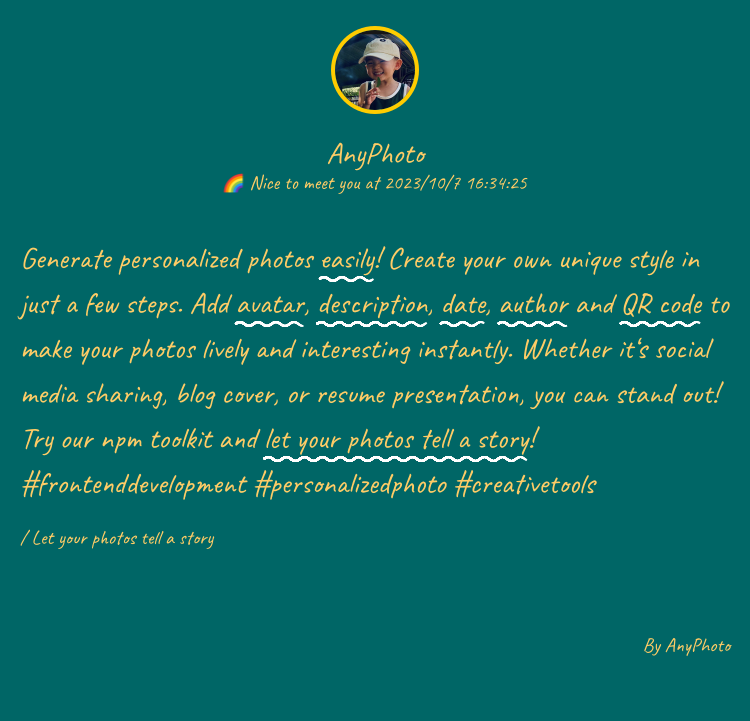 AnyPhoto
🌈 Nice to meet you at 2023/10/7 16:34:25
Generate personalized photos easily! Create your own unique style in
just a few steps. Add avatar, description, date, author and QR code to
make your photos lively and interesting instantly. Whether it‘s social
media sharing, blog cover, or resume presentation, you can stand out!
Try our npm toolkit and let your photos tell a story!
#frontenddevelopment #personalizedphoto #creativetools
/ Let your photos tell a story
By AnyPhoto